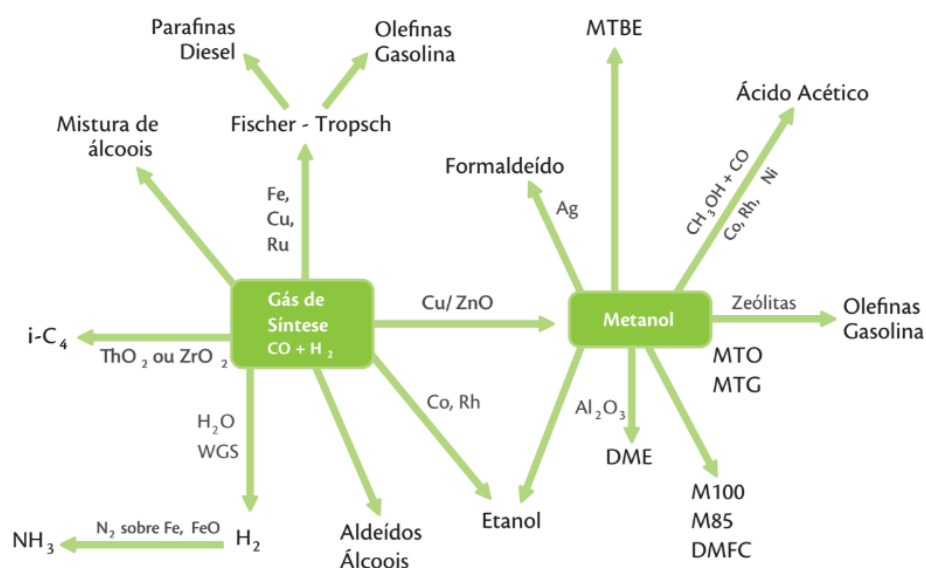 Parafinas
Diesel
Olefinas
Gasolina
MTBE
Mistura de
álcoois
Fischer - Tropsch
Ácido Acético
Formaldeído
Fe,
Cu,
Ru
Ag
CH₃OH + CO
Co, Rh, Ni
Gás de
Síntese
CO + H₂
Cu/ ZnO
Metanol
Zeólitas
Olefinas
Gasolina
i-C₄
ThO₂ ou ZrO₂
MTO
MTG
H₂O
WGS
Co, Rh
Al₂O₃
DME
M100
M85
DMFC
NH₃
N₂ sobre Fe, FeO
H₂
Aldeídos
Álcoois
Etanol